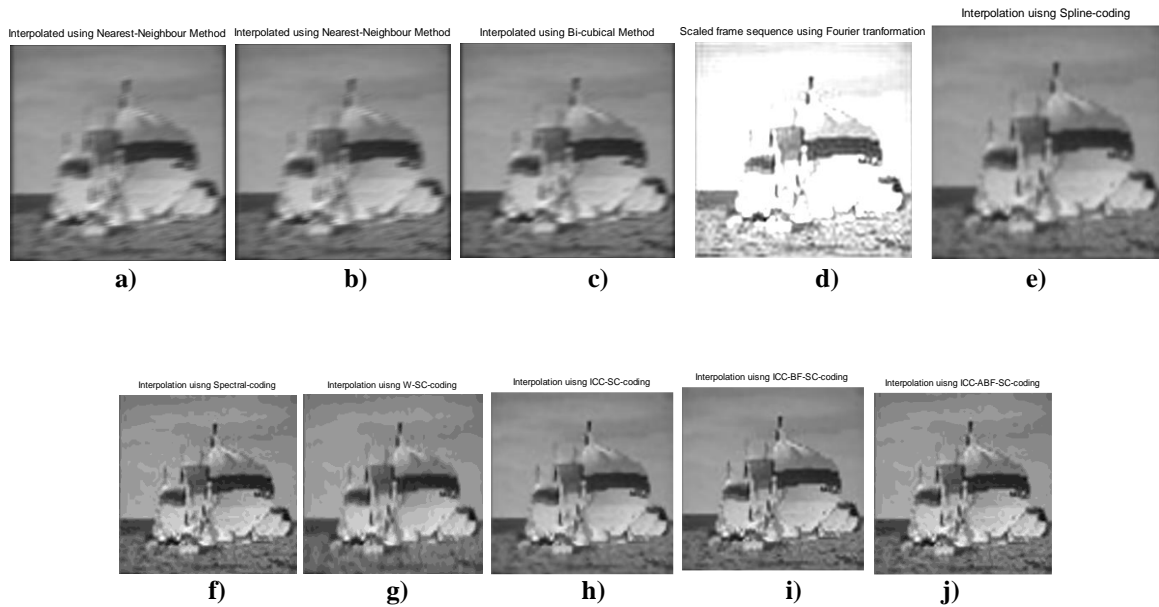 Interpolated using Nearest-Neighbour Method
Interpolated using Nearest-Neighbour Method
Interpolated using Bi-cubical Method
Scaled frame sequence using Fourier tranformation
Interpolation uisng Spline-coding
a)
b)
c)
d)
e)
Interpolation uisng Spectral-coding
Interpolation uisng W-SC-coding
Interpolation uisng ICC-SC-coding
Interpolation uisng ICC-BF-SC-coding
Interpolation uisng ICC-ABF-SC-coding
f)
g)
h)
i)
j)